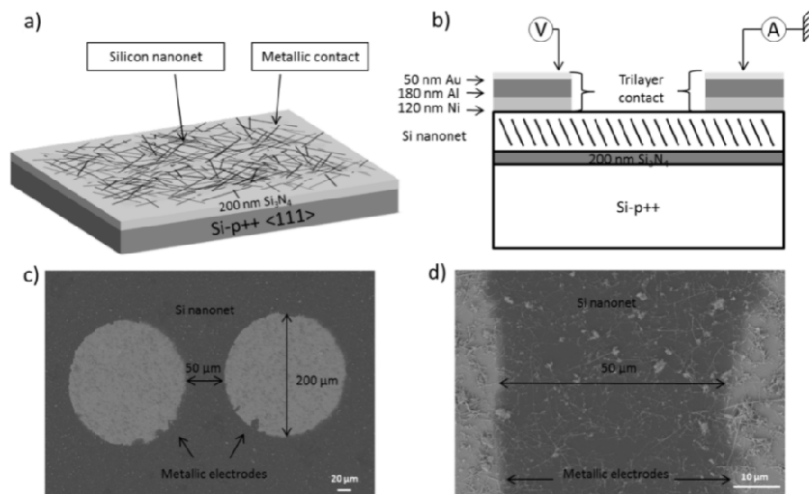 a)
Silicon nanonet
Metallic contact
200 nm Si₃N₄
Si-p++ <111>
b)
V
A
50 nm Au
180 nm Al
120 nm Ni
Trilayer
contact
Si nanonet
200 nm Si₃N₄
Si-p++
c)
Si nanonet
50 µm
200 µm
Metallic electrodes
20 µm
d)
Si nanonet
50 µm
Metallic electrodes
10 µm